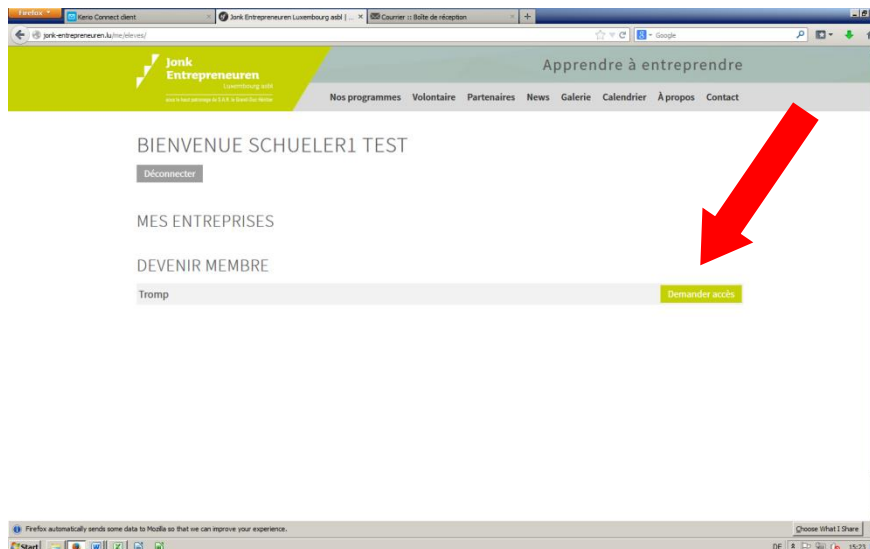 Firefox
Kerio Connect client
Jonk Entrepreneuren Luxembourg asbl | ...
Courrier :: Boîte de réception
jonk-entrepreneuren.lu/me/eleves/
Google
Jonk
Entrepreneuren
Luxembourg asbl
Apprendre à entreprendre
Nos programmes Volontaire Partenaires News Galerie Calendrier À propos Contact
BIENVENUE SCHUELER1 TEST
Déconnecter
MES ENTREPRISES
DEVENIR MEMBRE
Tromp Demander accès
Firefox automatically sends some data to Mozilla so that we can improve your experience. Choose What I Share
Start DE 15:23